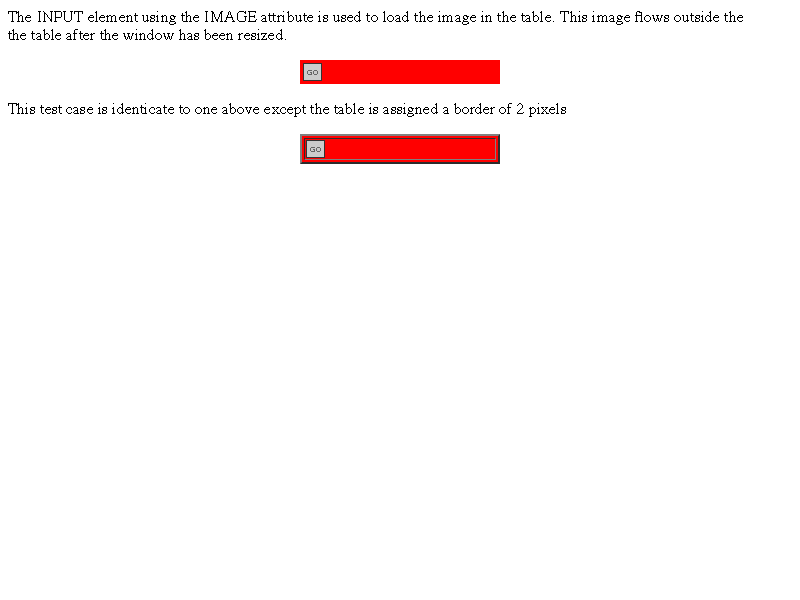 The INPUT element using the IMAGE attribute is used to load the image in the table. This image flows outside the
the table after the window has been resized.
GO
This test case is identicate to one above except the table is assigned a border of 2 pixels
GO